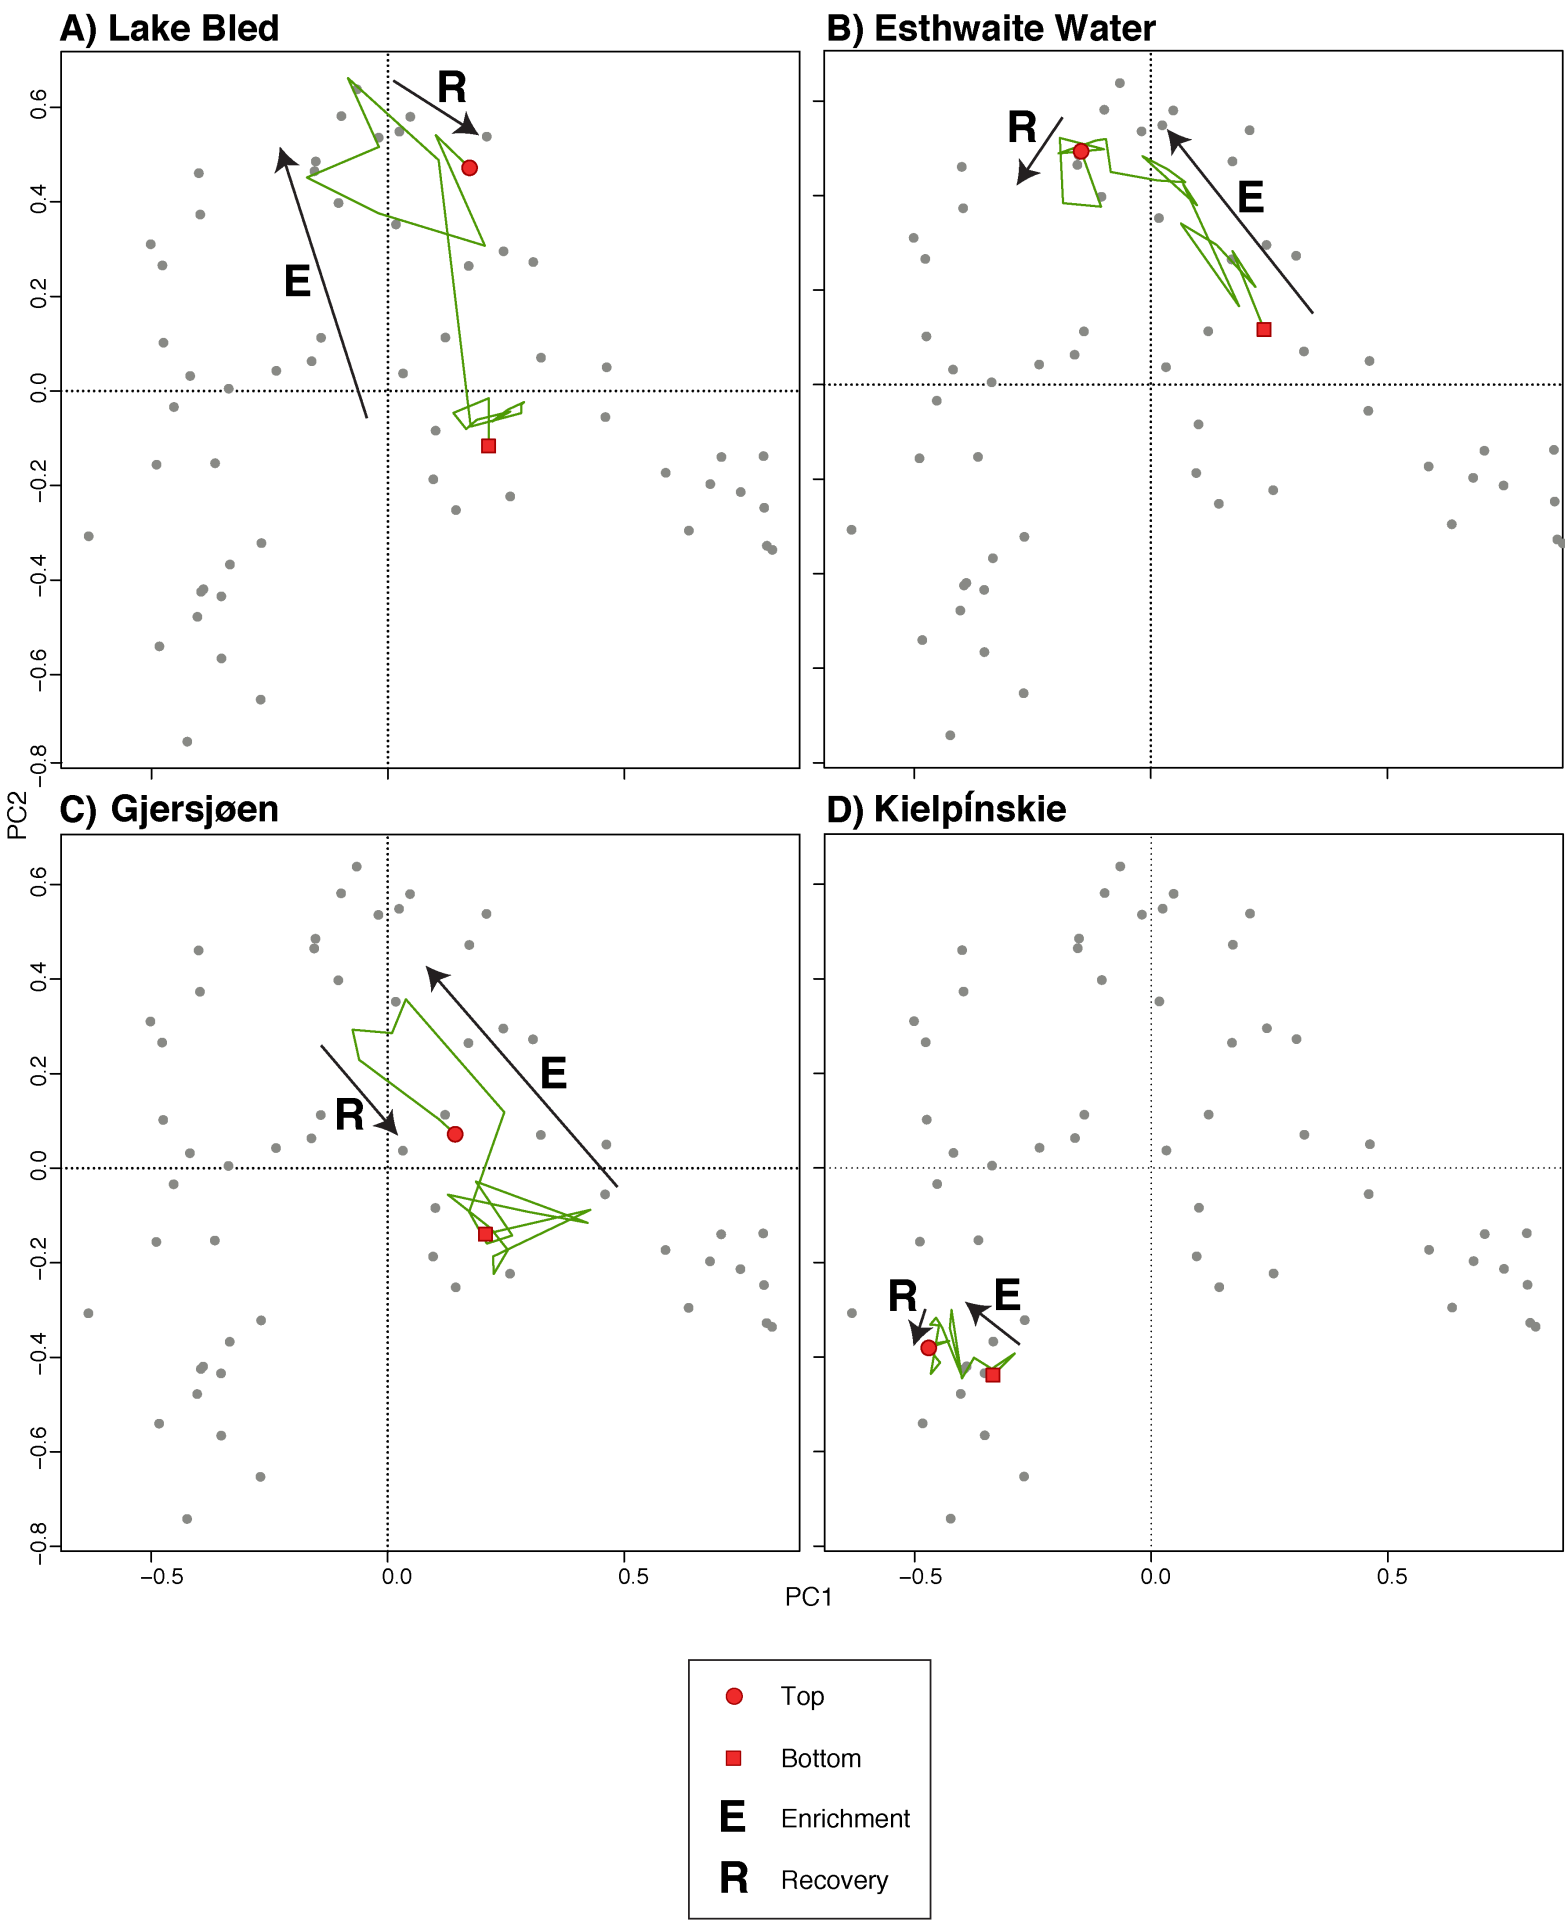 A) Lake Bled
B) Esthwaite Water
R
E
R
E
0.6
0.4
0.2
0.0
−0.2
−0.4
−0.6
−0.8
PC2
C) Gjersjøen
D) Kielpínskie
E
R
R
E
0.6
0.4
0.2
0.0
−0.2
−0.4
−0.6
−0.8
−0.5
0.0
0.5
−0.5
0.0
0.5
PC1
Top
Bottom
E Enrichment
R Recovery